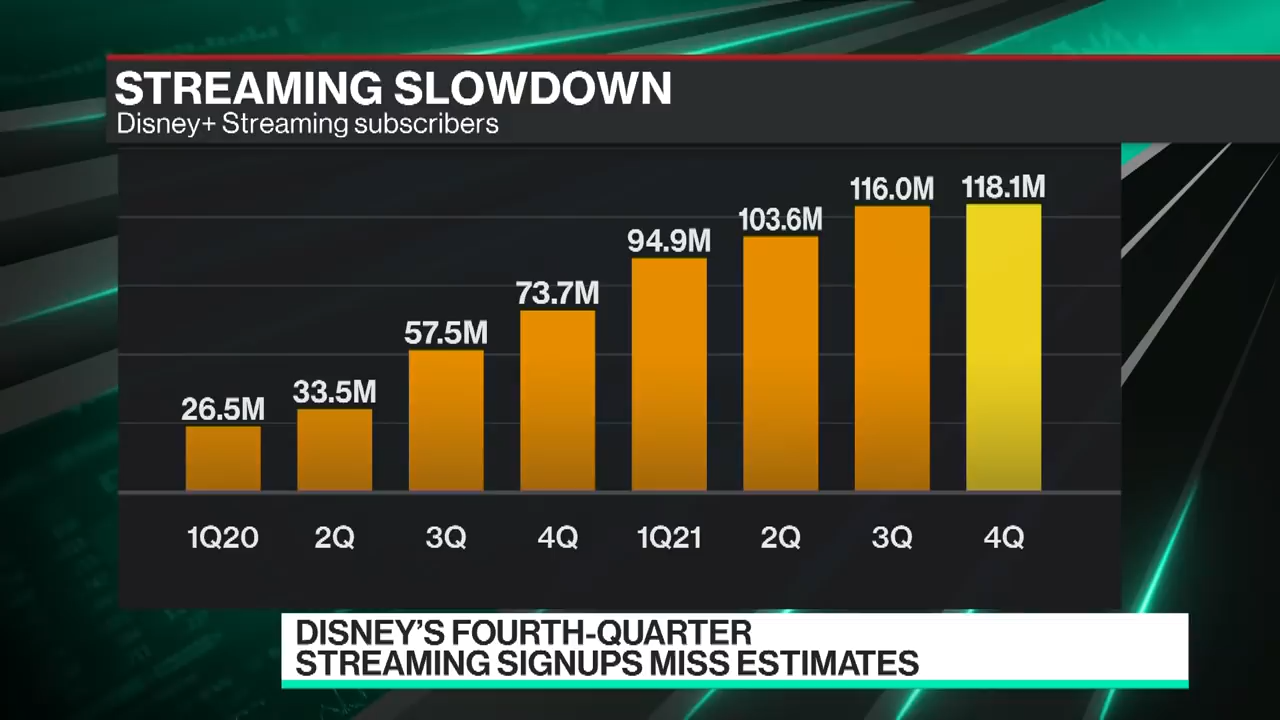 STREAMING SLOWDOWN
Disney+ Streaming subscribers
26.5M
33.5M
57.5M
73.7M
94.9M
103.6M
116.0M
118.1M
1Q20 2Q 3Q 4Q 1Q21 2Q 3Q 4Q
DISNEY’S FOURTH-QUARTER
STREAMING SIGNUPS MISS ESTIMATES